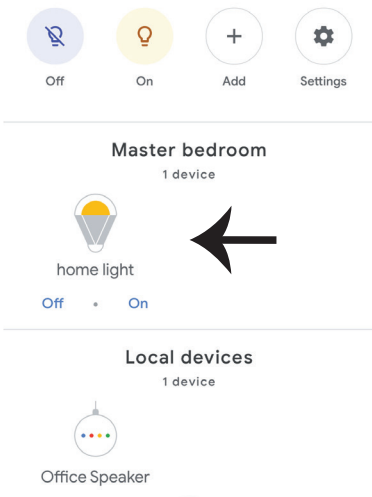 Off On Add Settings
Master bedroom
1 device
home light
Off • On
Local devices
1 device
Office Speaker